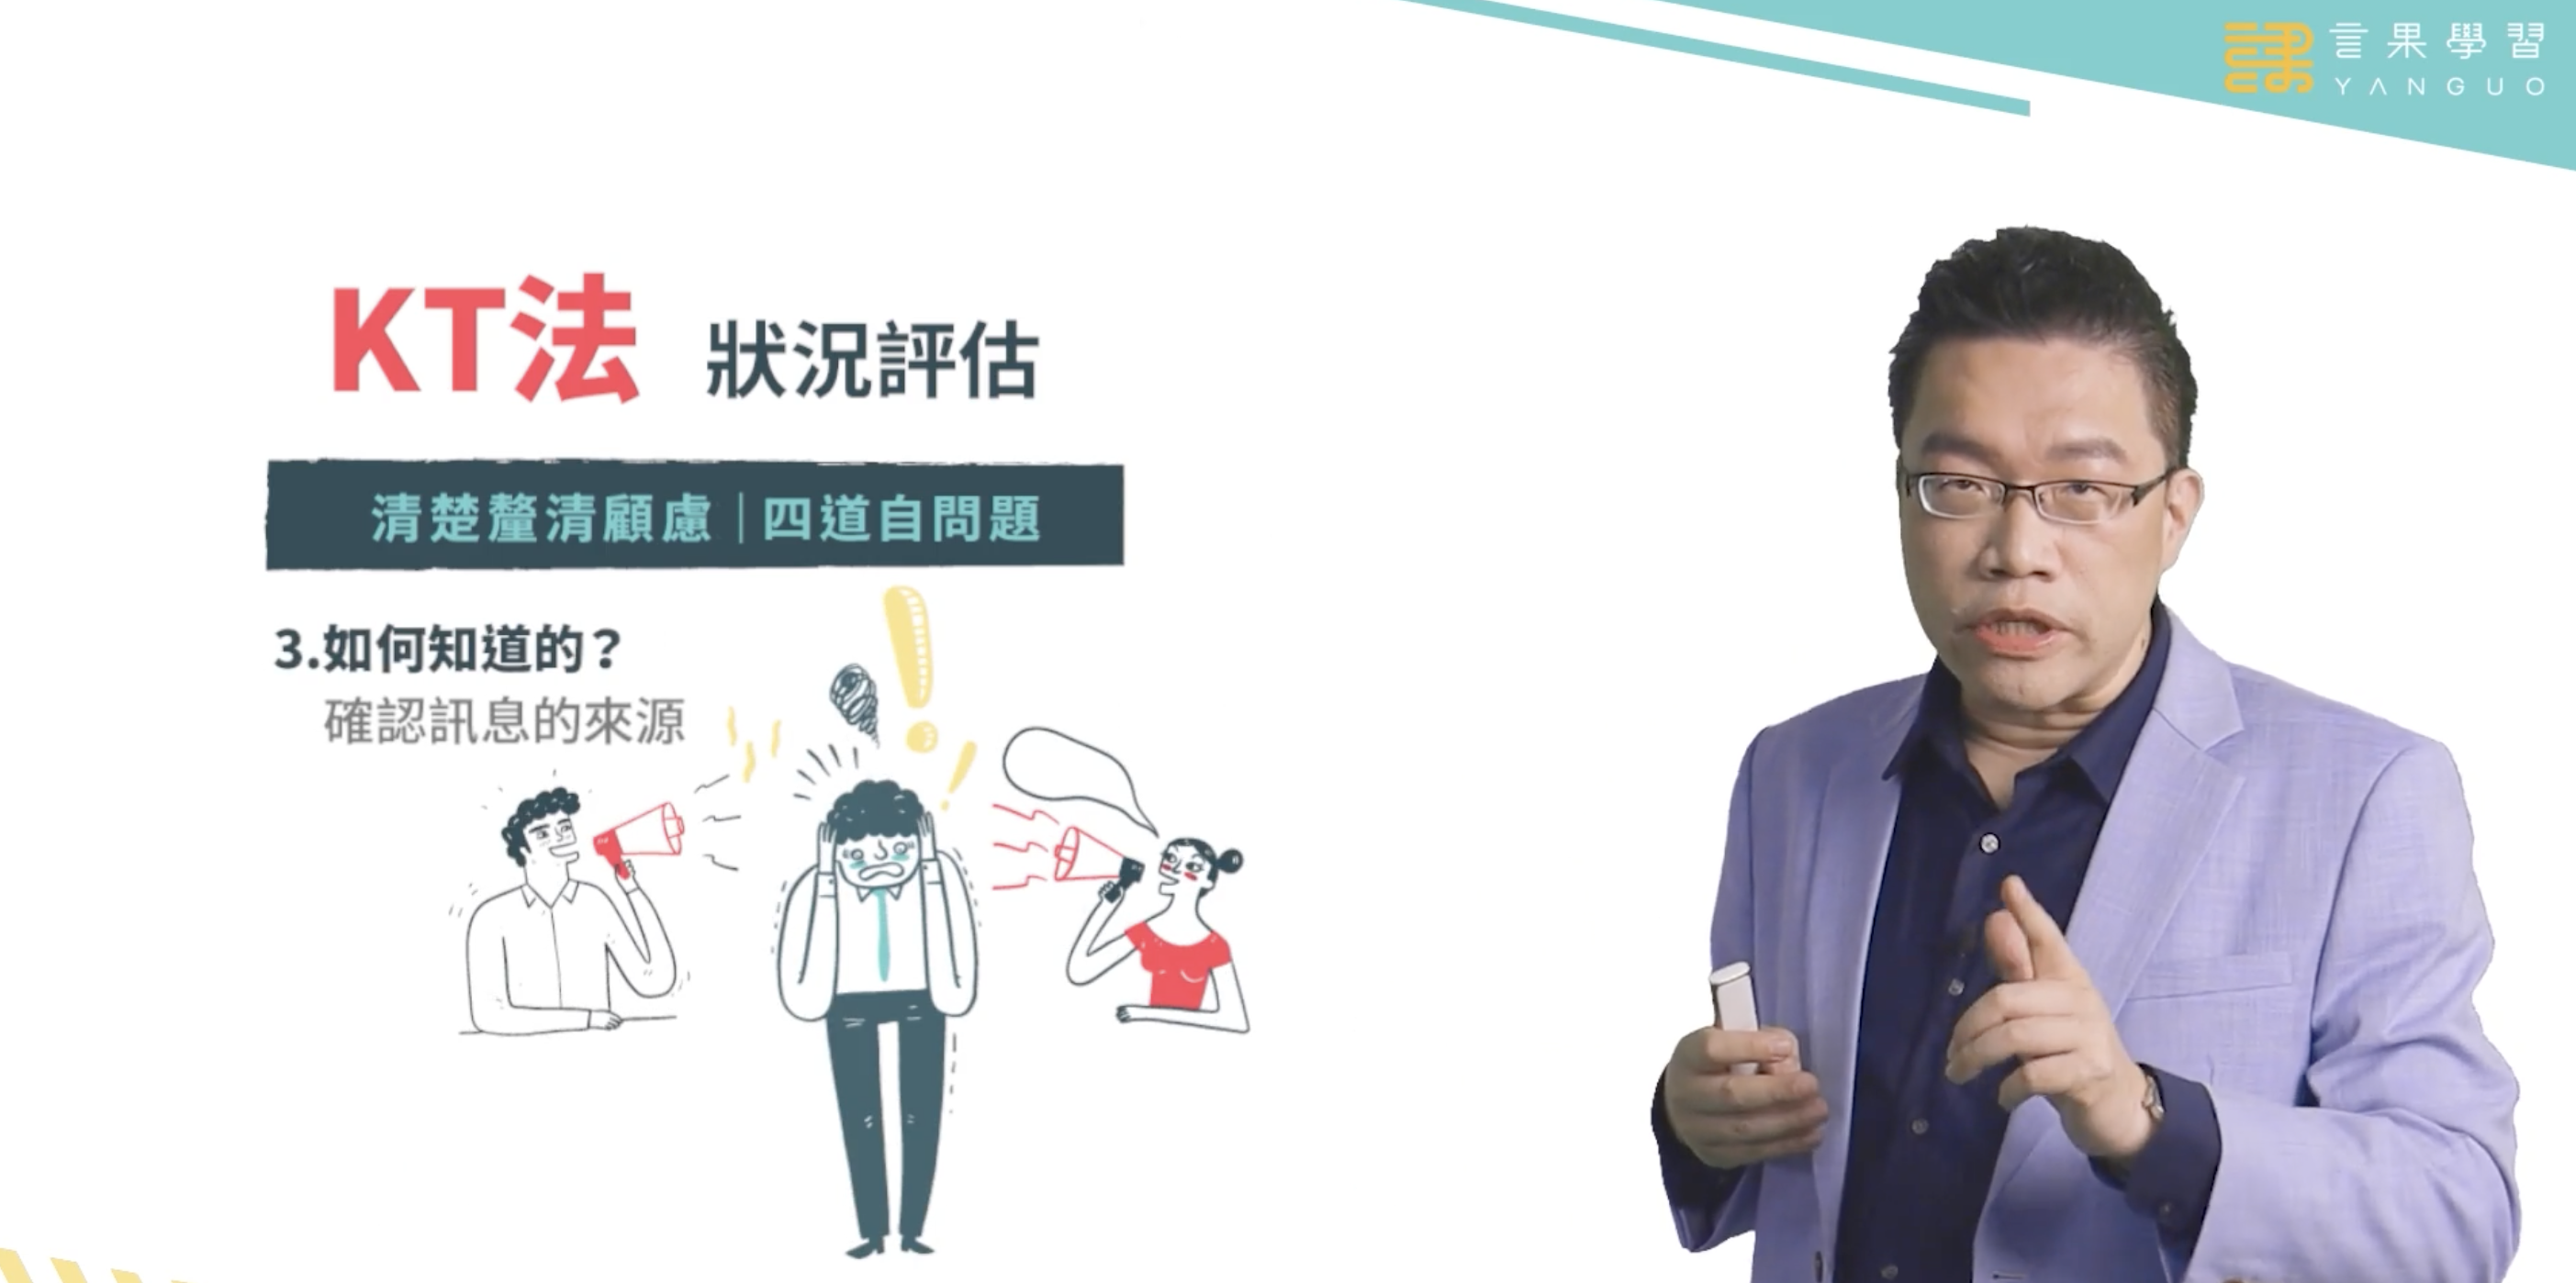 言果學習
YANGUO
KT法 狀況評估
清楚釐清顧慮｜四道自問題
3.如何知道的？
確認訊息的來源